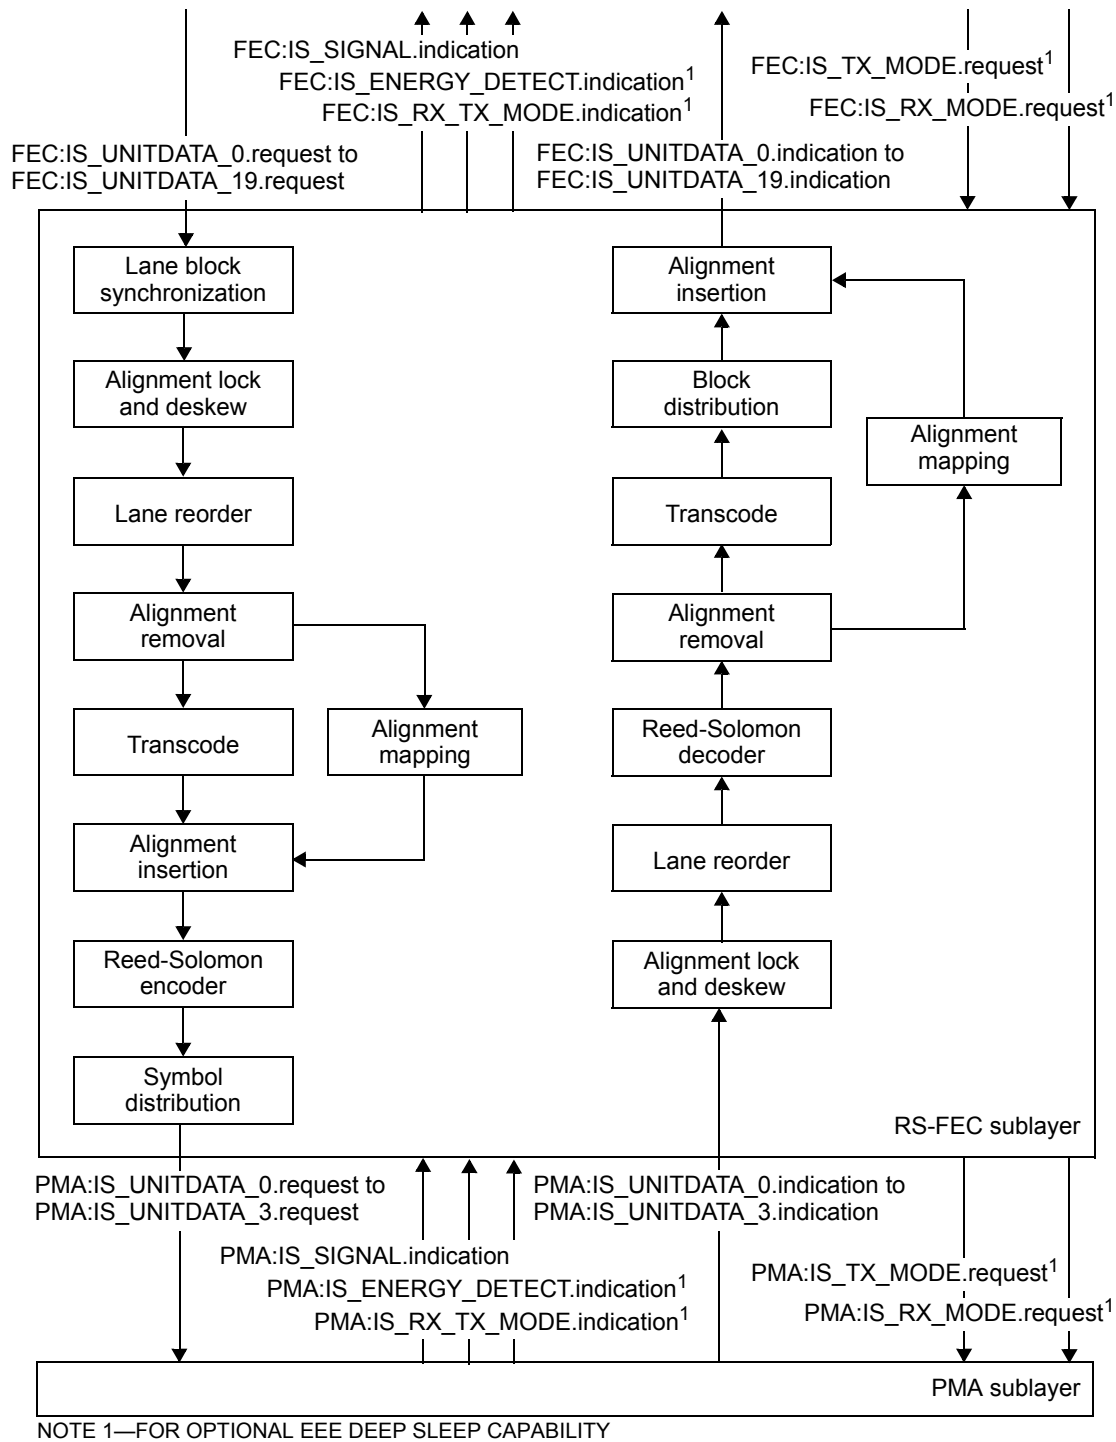 FEC:IS_SIGNAL.indication
FEC:IS_ENERGY_DETECT.indication1
FEC:IS_RX_TX_MODE.indication1
FEC:IS_TX_MODE.request1
FEC:IS_RX_MODE.request1
FEC:IS_UNITDATA_0.request to
FEC:IS_UNITDATA_19.request
FEC:IS_UNITDATA_0.indication to
FEC:IS_UNITDATA_19.indication
Lane block
synchronization
Alignment lock
and deskew
Lane reorder
Alignment
removal
Transcode
Alignment
mapping
Alignment
insertion
Reed-Solomon
encoder
Symbol
distribution
Alignment
insertion
Block
distribution
Alignment
mapping
Transcode
Alignment
removal
Reed-Solomon
decoder
Lane reorder
Alignment lock
and deskew
RS-FEC sublayer
PMA:IS_UNITDATA_0.request to
PMA:IS_UNITDATA_3.request
PMA:IS_UNITDATA_0.indication to
PMA:IS_UNITDATA_3.indication
PMA:IS_SIGNAL.indication
PMA:IS_ENERGY_DETECT.indication1
PMA:IS_RX_TX_MODE.indication1
PMA:IS_TX_MODE.request1
PMA:IS_RX_MODE.request1
PMA sublayer
NOTE 1—FOR OPTIONAL EEE DEEP SLEEP CAPABILITY